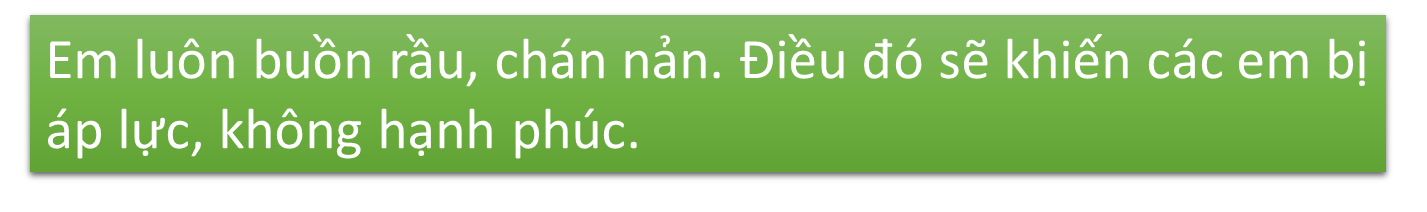 Em luôn buồn rầu, chán nản. Điều đó sẽ khiến các em bị
áp lực, không hạnh phúc.